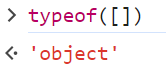 > typeof([])
<· 'object'